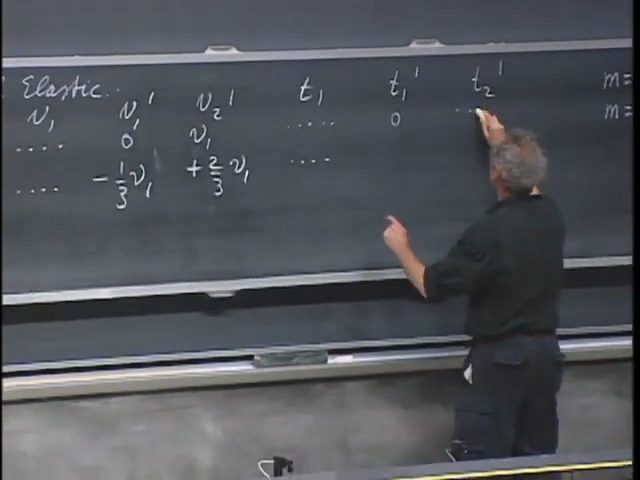 Elastic..
v₁ v₁' v₂' t₁ t₁' t₂' m=
.... 0 v₁ ..... 0 ... m=
.... -1/3 v₁ +2/3 v₁ ....